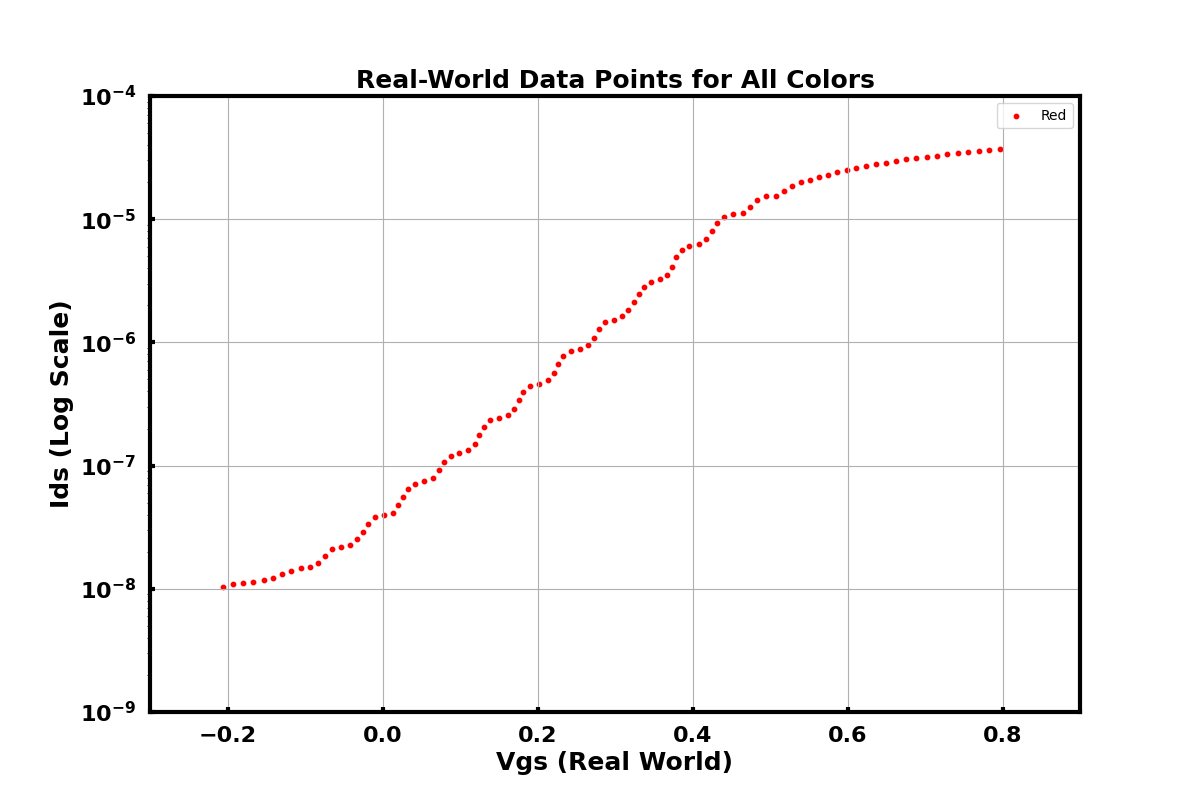 Real-World Data Points for All Colors
Red
10⁻⁴
10⁻⁵
10⁻⁶
10⁻⁷
10⁻⁸
10⁻⁹
Ids (Log Scale)
−0.2 0.0 0.2 0.4 0.6 0.8
Vgs (Real World)